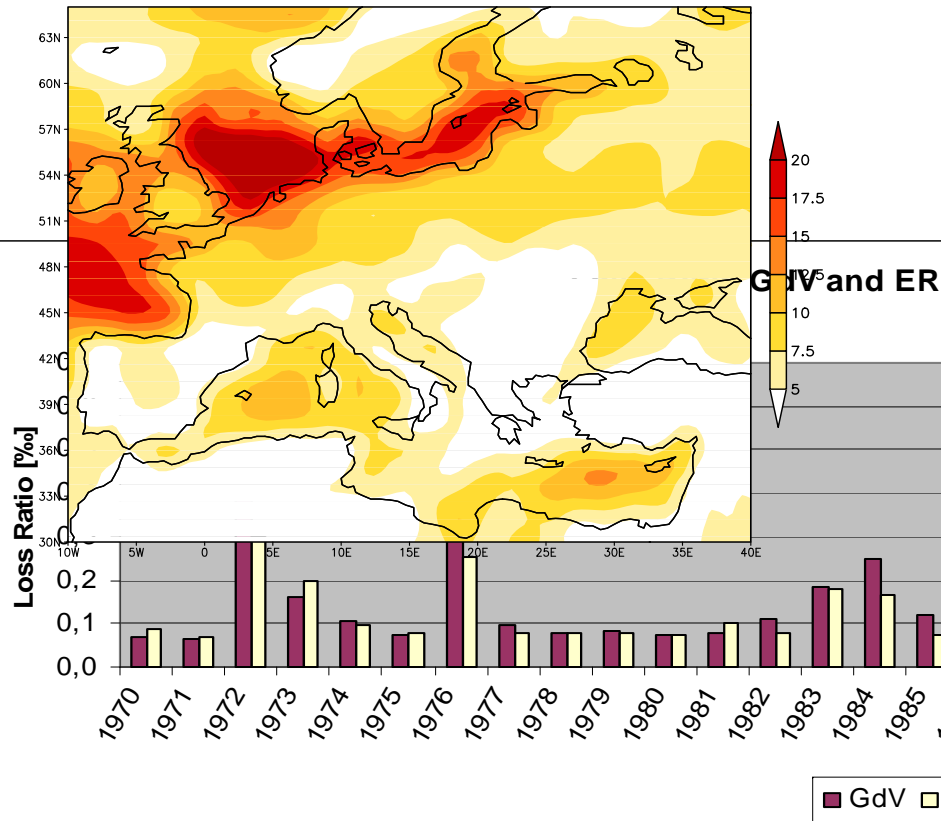 63N
60N
57N
54N
51N
48N
45N
42N
39N
36N
33N
30N
10W 5W 0 5E 10E 15E 20E 25E 30E 35E 40E
20
17.5
15
12.5
10
7.5
5
GdV and ER
Loss Ratio [‰]
0,2
0,1
0,0
1970 1971 1972 1973 1974 1975 1976 1977 1978 1979 1980 1981 1982 1983 1984 1985
GdV